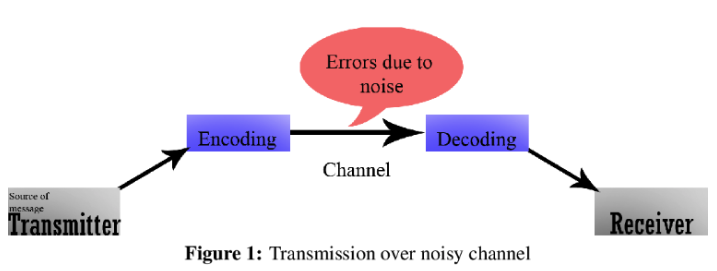 Errors due to
noise
Encoding
Decoding
Channel
Source of
message
Transmitter
Receiver
Figure 1: Transmission over noisy channel